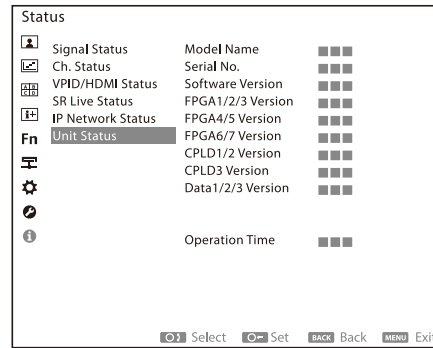 Status
Signal Status
Ch. Status
VPID/HDMI Status
SR Live Status
IP Network Status
Unit Status
Model Name
Serial No.
Software Version
FPGA1/2/3 Version
FPGA4/5 Version
FPGA6/7 Version
CPLD1/2 Version
CPLD3 Version
Data1/2/3 Version
Operation Time
A B
C D
Fn
Select Set BACK Back MENU Exit